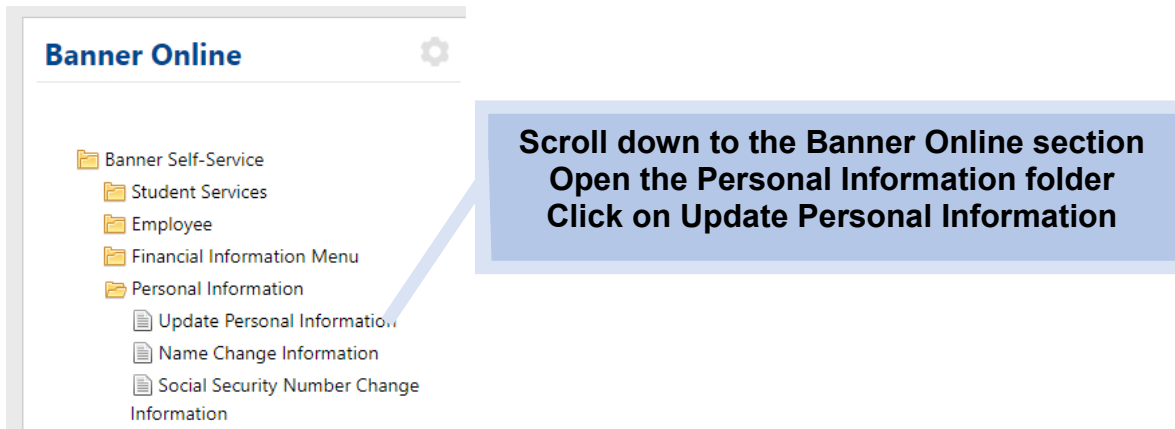 Banner Online
Banner Self-Service
Student Services
Employee
Financial Information Menu
Personal Information
Update Personal Information
Name Change Information
Social Security Number Change
Information
Scroll down to the Banner Online section
Open the Personal Information folder
Click on Update Personal Information